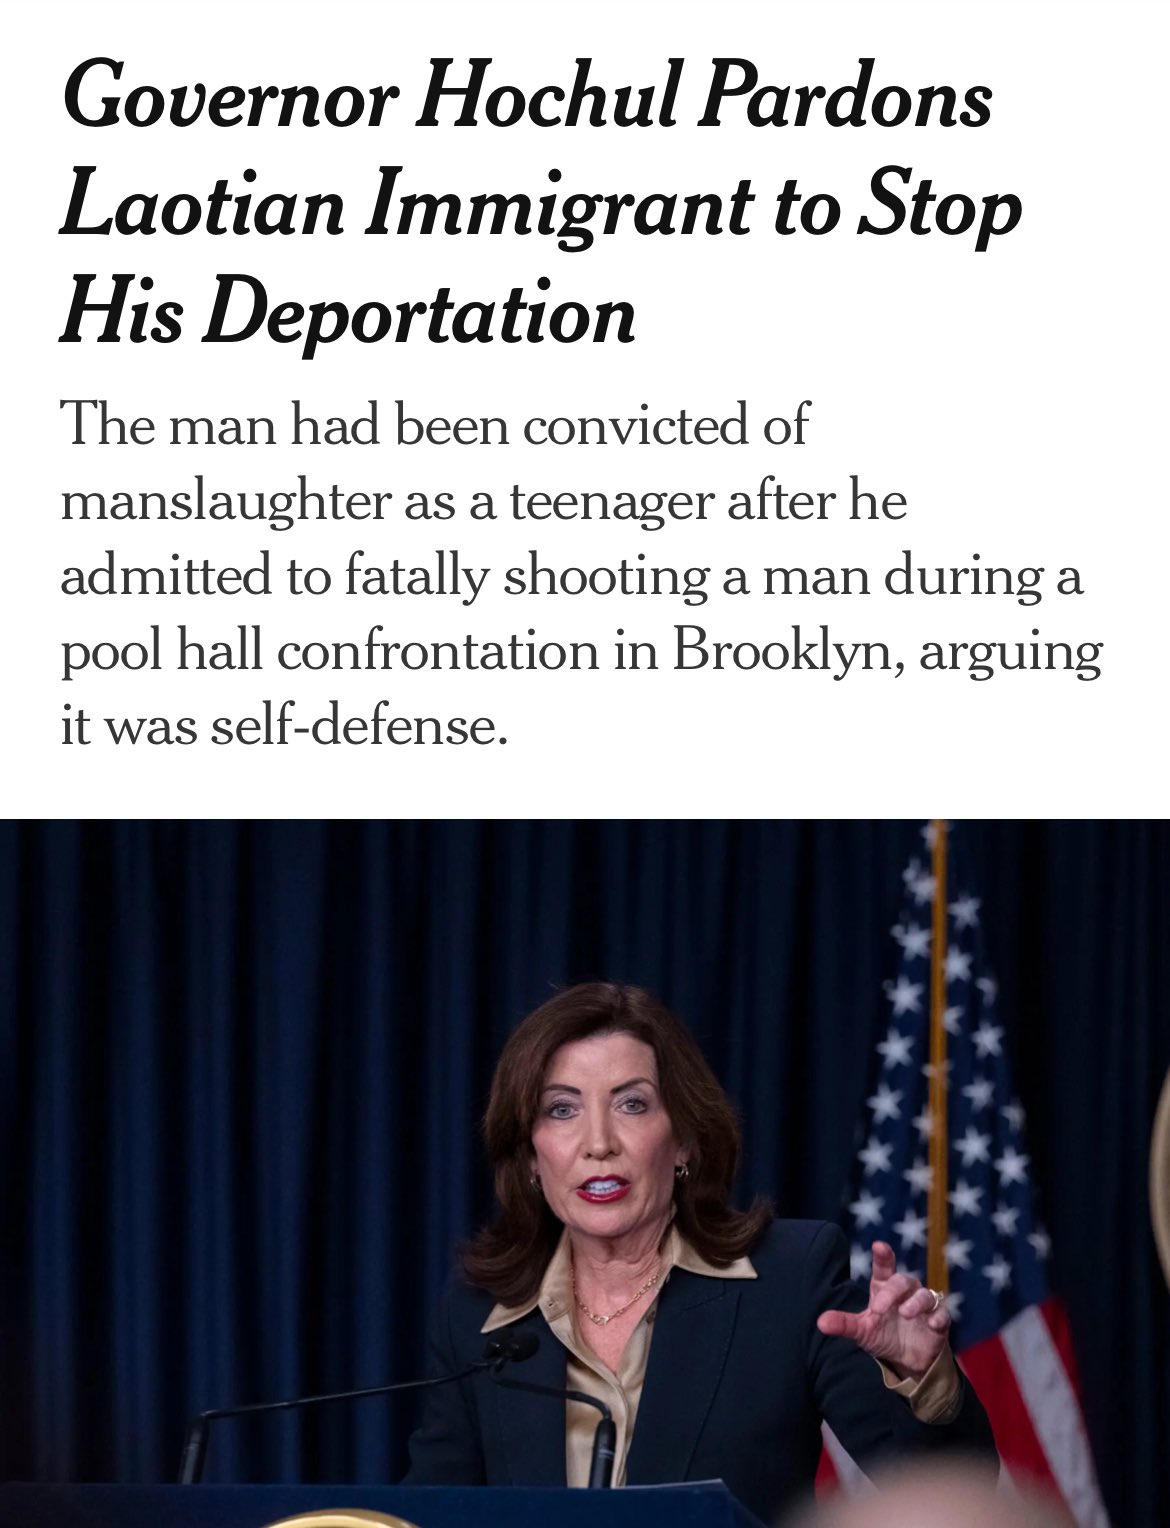 Governor Hochul Pardons
Laotian Immigrant to Stop
His Deportation
The man had been convicted of
manslaughter as a teenager after he
admitted to fatally shooting a man during a
pool hall confrontation in Brooklyn, arguing
it was self-defense.